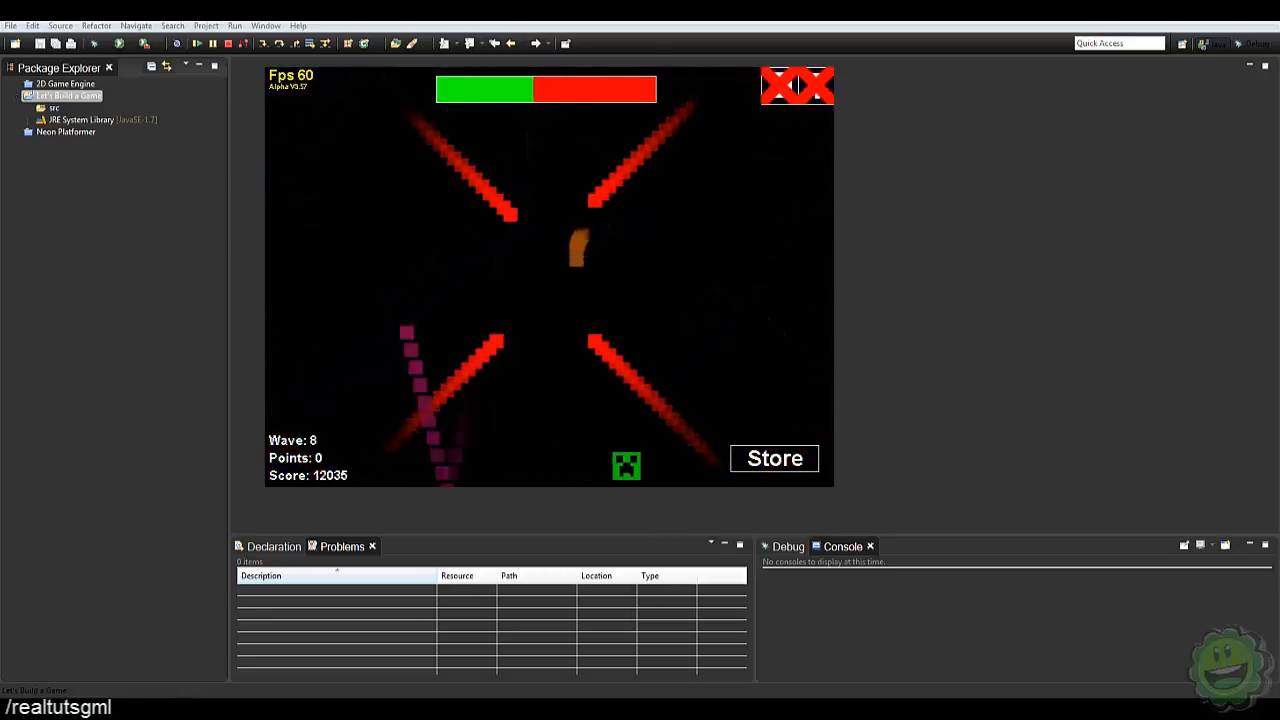 File Edit Source Refactor Navigate Search Project Run Window Help
Quick Access
Debug
Package Explorer
2D Game Engine
Let's Build a Game
src
JRE System Library [JavaSE-1.7]
Neon Platformer
Fps 60
Alpha V3.57
Wave: 8
Points: 0
Score: 12035
Store
Declaration Problems
0 items
Description Resource Path Location Type
Debug Console
No consoles to display at this time.
Let's Build a Game
/realtutsgml